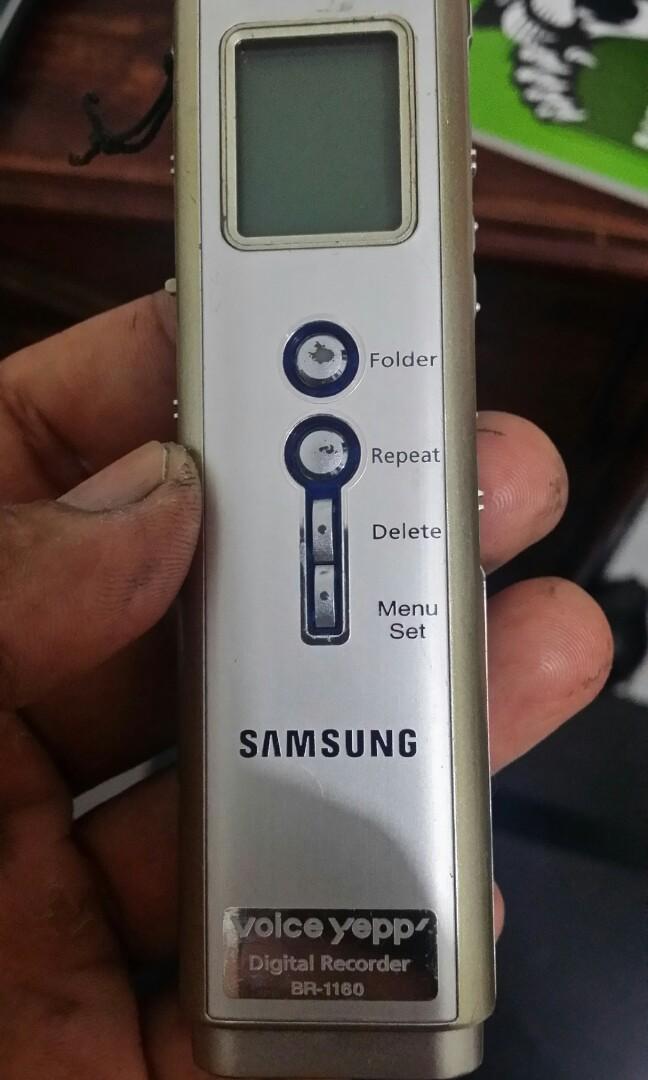 Folder
Repeat
Delete
Menu
Set
SAMSUNG
voice yepp'
Digital Recorder
BR-1160